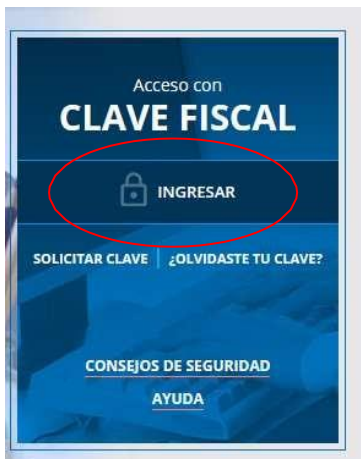 Acceso con
CLAVE FISCAL
INGRESAR
SOLICITAR CLAVE | ¿OLVIDASTE TU CLAVE?
CONSEJOS DE SEGURIDAD
AYUDA